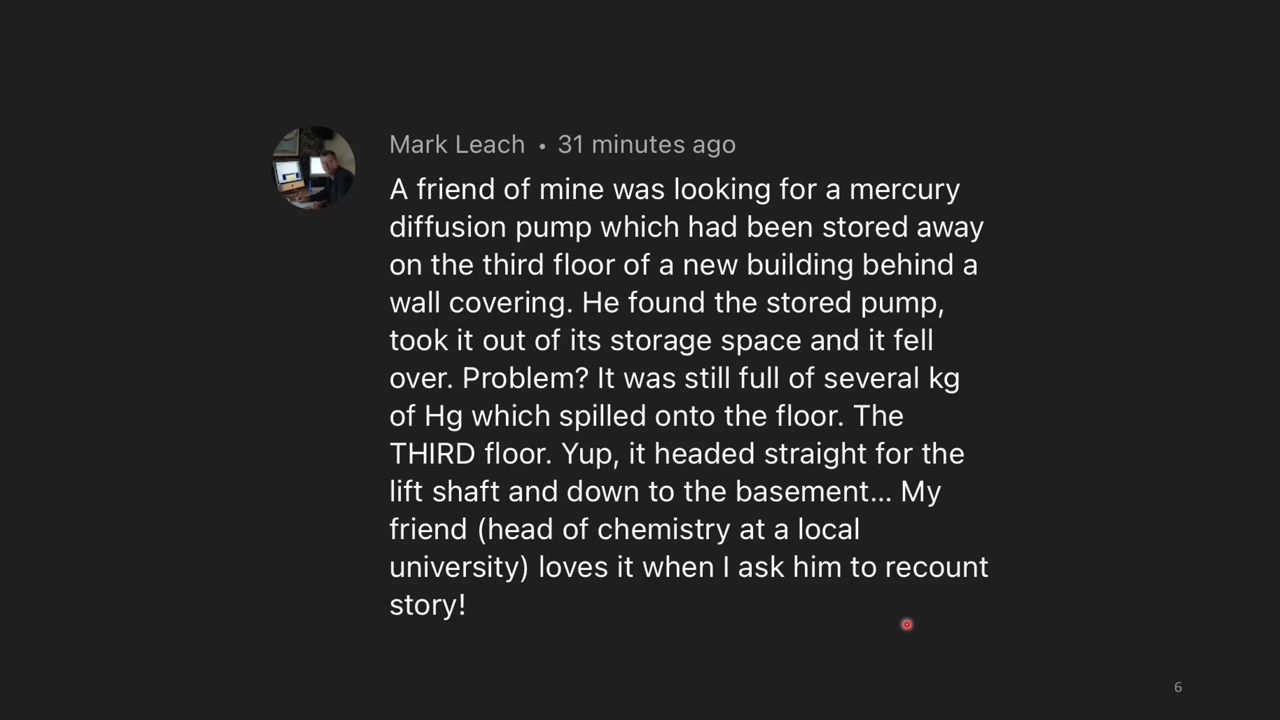 Mark Leach • 31 minutes ago
A friend of mine was looking for a mercury
diffusion pump which had been stored away
on the third floor of a new building behind a
wall covering. He found the stored pump,
took it out of its storage space and it fell
over. Problem? It was still full of several kg
of Hg which spilled onto the floor. The
THIRD floor. Yup, it headed straight for the
lift shaft and down to the basement... My
friend (head of chemistry at a local
university) loves it when I ask him to recount
story!
6